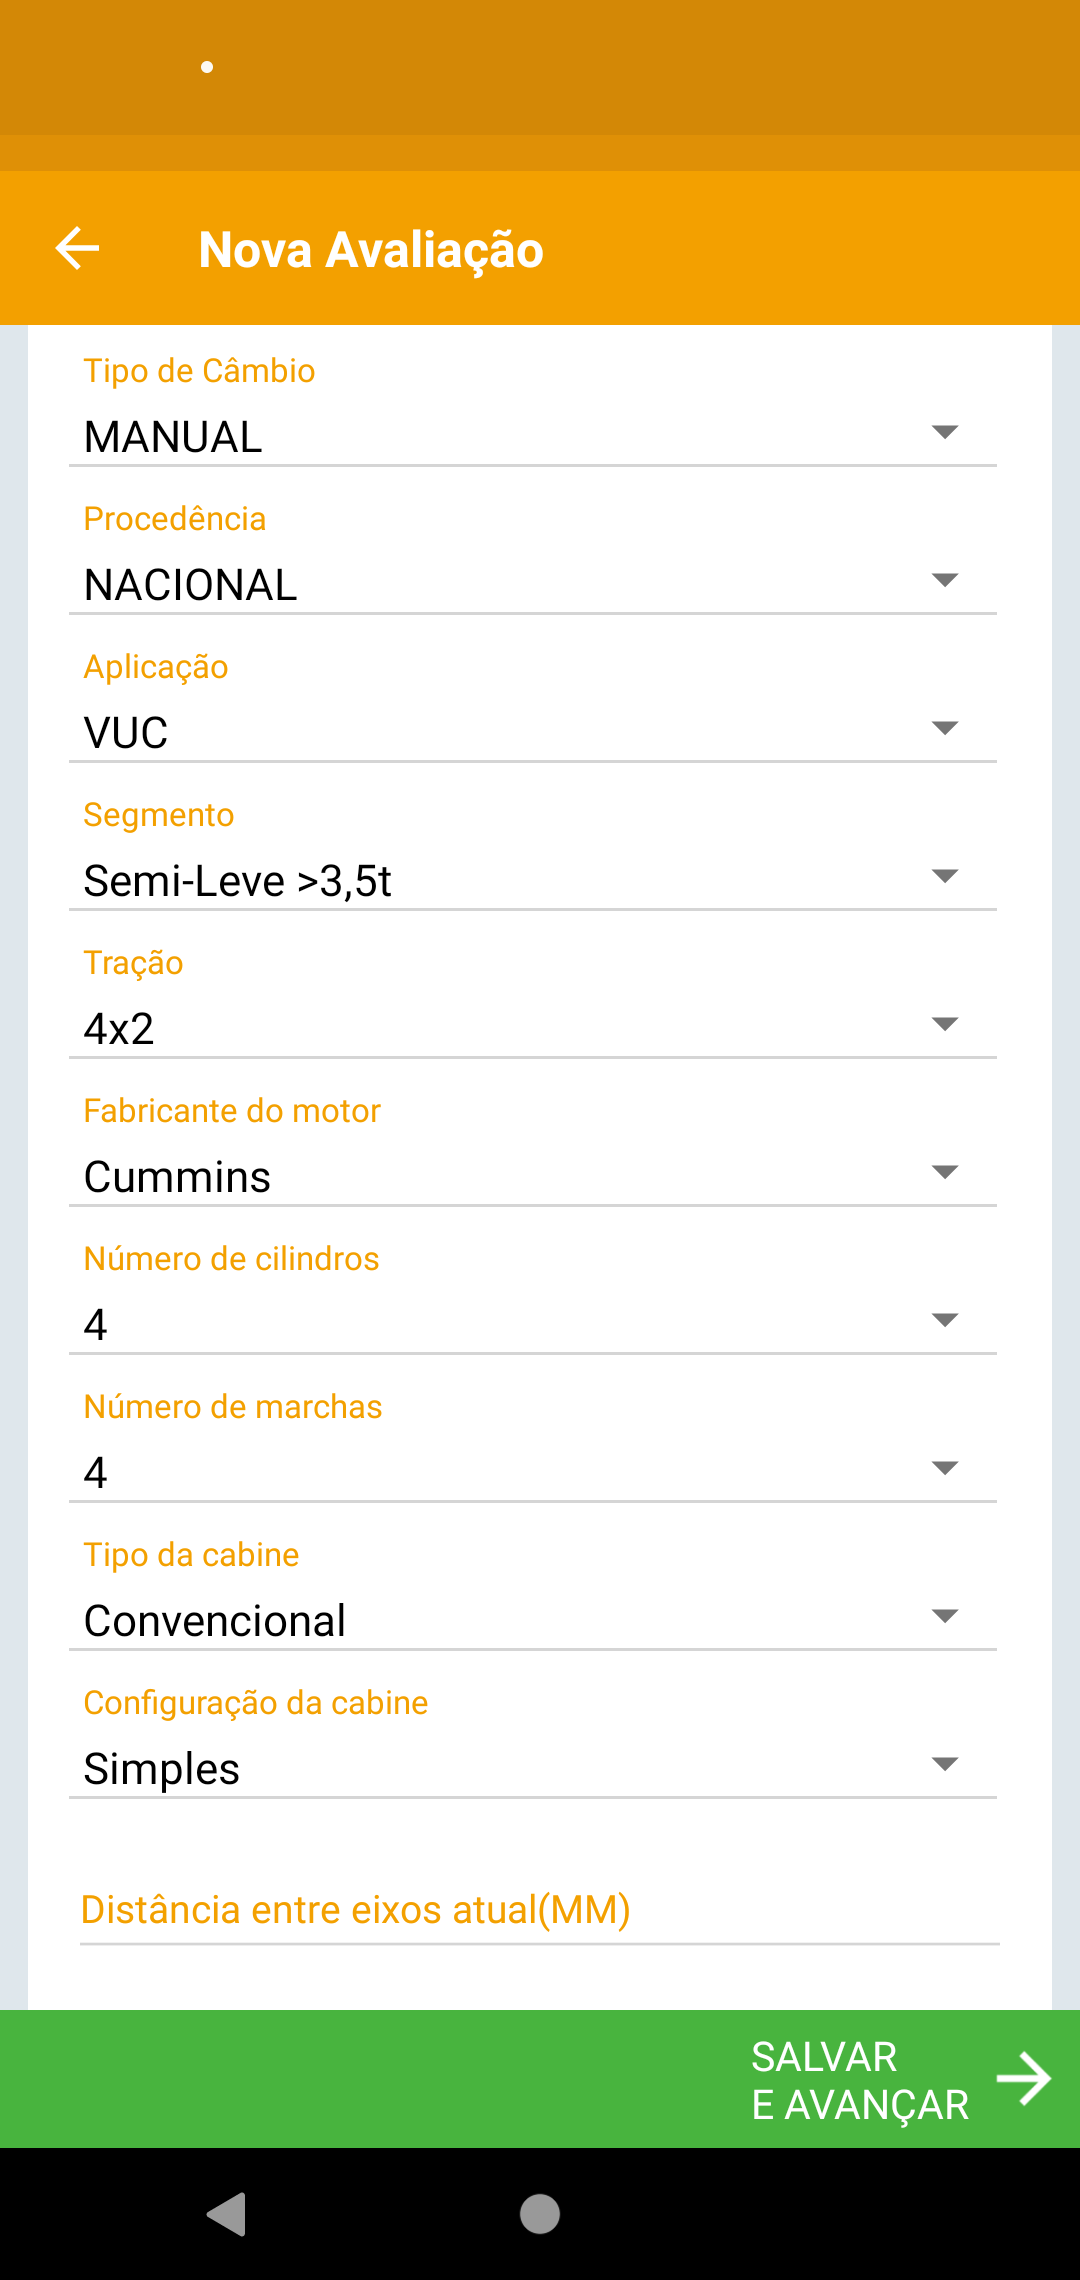 Nova Avaliação
Tipo de Câmbio
MANUAL
Procedência
NACIONAL
Aplicação
VUC
Segmento
Semi-Leve >3,5t
Tração
4x2
Fabricante do motor
Cummins
Número de cilindros
4
Número de marchas
4
Tipo da cabine
Convencional
Configuração da cabine
Simples
Distância entre eixos atual(MM)
SALVAR
E AVANÇAR